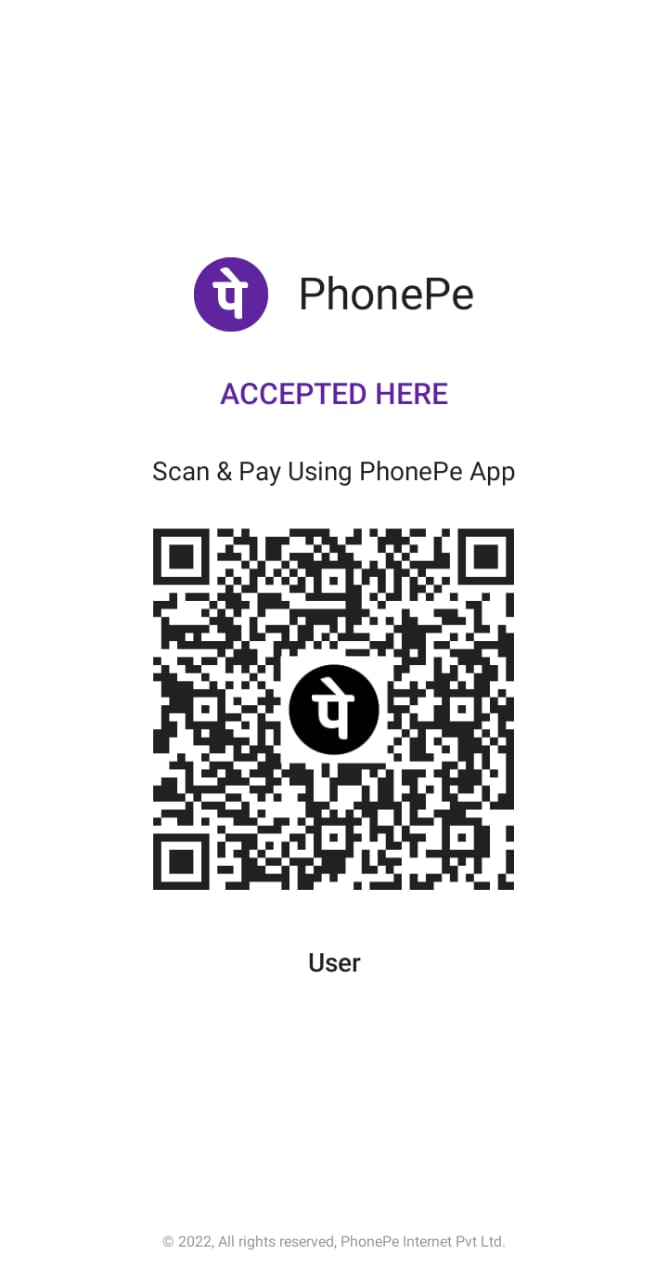 पे PhonePe
ACCEPTED HERE
Scan & Pay Using PhonePe App
पे
User
© 2022, All rights reserved, PhonePe Internet Pvt Ltd.